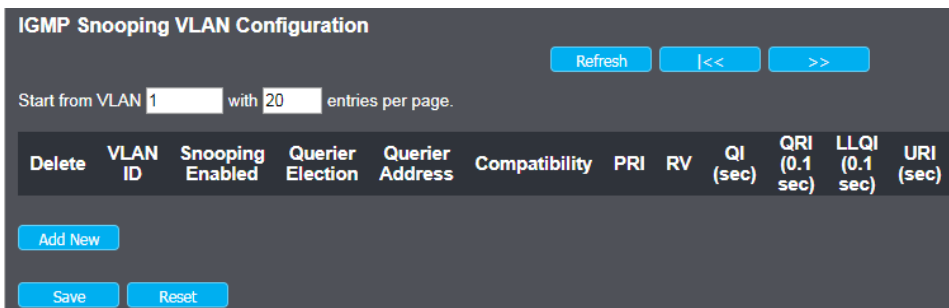 IGMP Snooping VLAN Configuration
Refresh |<< >>
Start from VLAN 1 with 20 entries per page.
Delete VLAN ID Snooping Enabled Querier Election Querier Address Compatibility PRI RV QI (sec) QRI (0.1 sec) LLQI (0.1 sec) URI (sec)
Add New
Save Reset